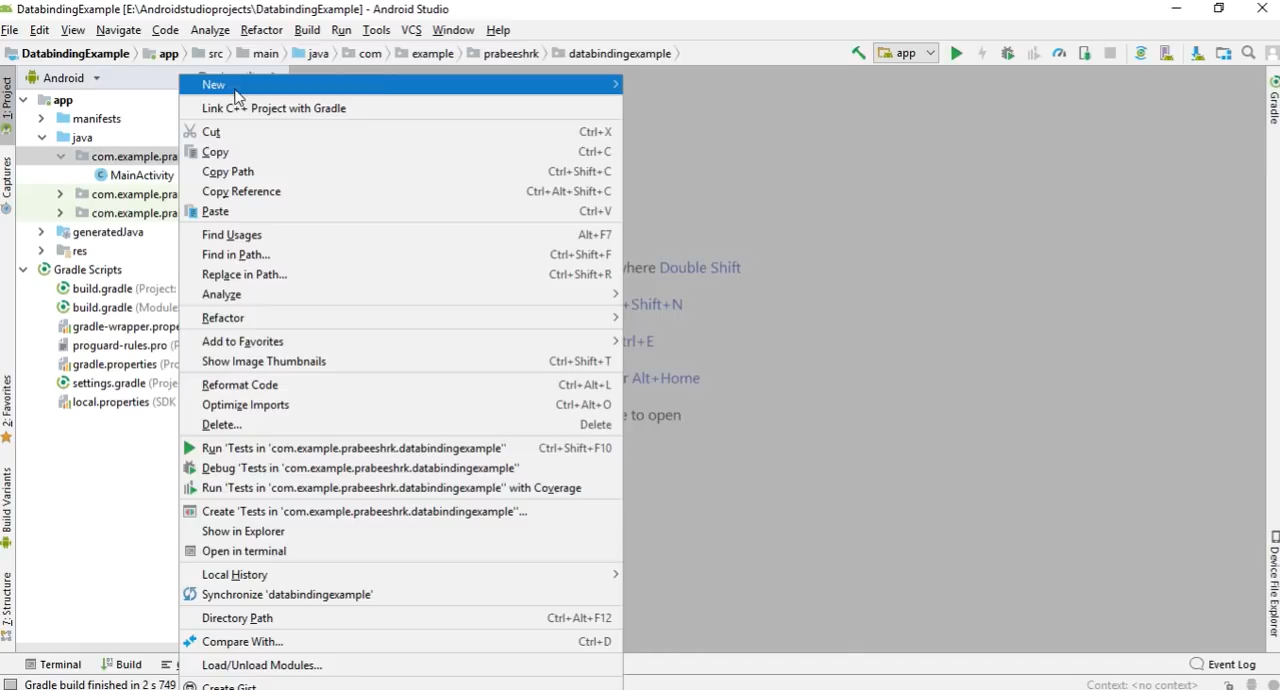 DatabindingExample [E:\Androidstudioprojects\DatabindingExample] - Android Studio
File Edit View Navigate Code Analyze Refactor Build Run Tools VCS Window Help
DatabindingExample app src main java com example prabeeshrk databindingexample app
Android
1: Project
Captures
2: Favorites
Build Variants
7: Structure
app
manifests
java
com.example.pra
MainActivity
com.example.pra
com.example.pra
generatedJava
res
Gradle Scripts
build.gradle (Project:
build.gradle (Module
gradle-wrapper.prope
proguard-rules.pro (P
gradle.properties (Pro
settings.gradle (Proje
local.properties (SDK
New
Link C++ Project with Gradle
Cut Ctrl+X
Copy Ctrl+C
Copy Path Ctrl+Shift+C
Copy Reference Ctrl+Alt+Shift+C
Paste Ctrl+V
Find Usages Alt+F7
Find in Path... Ctrl+Shift+F
Replace in Path... Ctrl+Shift+R
Analyze
Refactor
Add to Favorites
Show Image Thumbnails Ctrl+Shift+T
Reformat Code Ctrl+Alt+L
Optimize Imports Ctrl+Alt+O
Delete... Delete
Run 'Tests in 'com.example.prabeeshrk.databindingexample'' Ctrl+Shift+F10
Debug 'Tests in 'com.example.prabeeshrk.databindingexample''
Run 'Tests in 'com.example.prabeeshrk.databindingexample'' with Coverage
Create 'Tests in 'com.example.prabeeshrk.databindingexample''...
Show in Explorer
Open in terminal
Local History
Synchronize 'databindingexample'
Directory Path Ctrl+Alt+F12
Compare With... Ctrl+D
Load/Unload Modules...
Create Gist
here Double Shift
+Shift+N
trl+E
r Alt+Home
e to open
Gradle
Device File Explorer
Terminal Build Event Log
Gradle build finished in 2 s 749 Context: <no context>